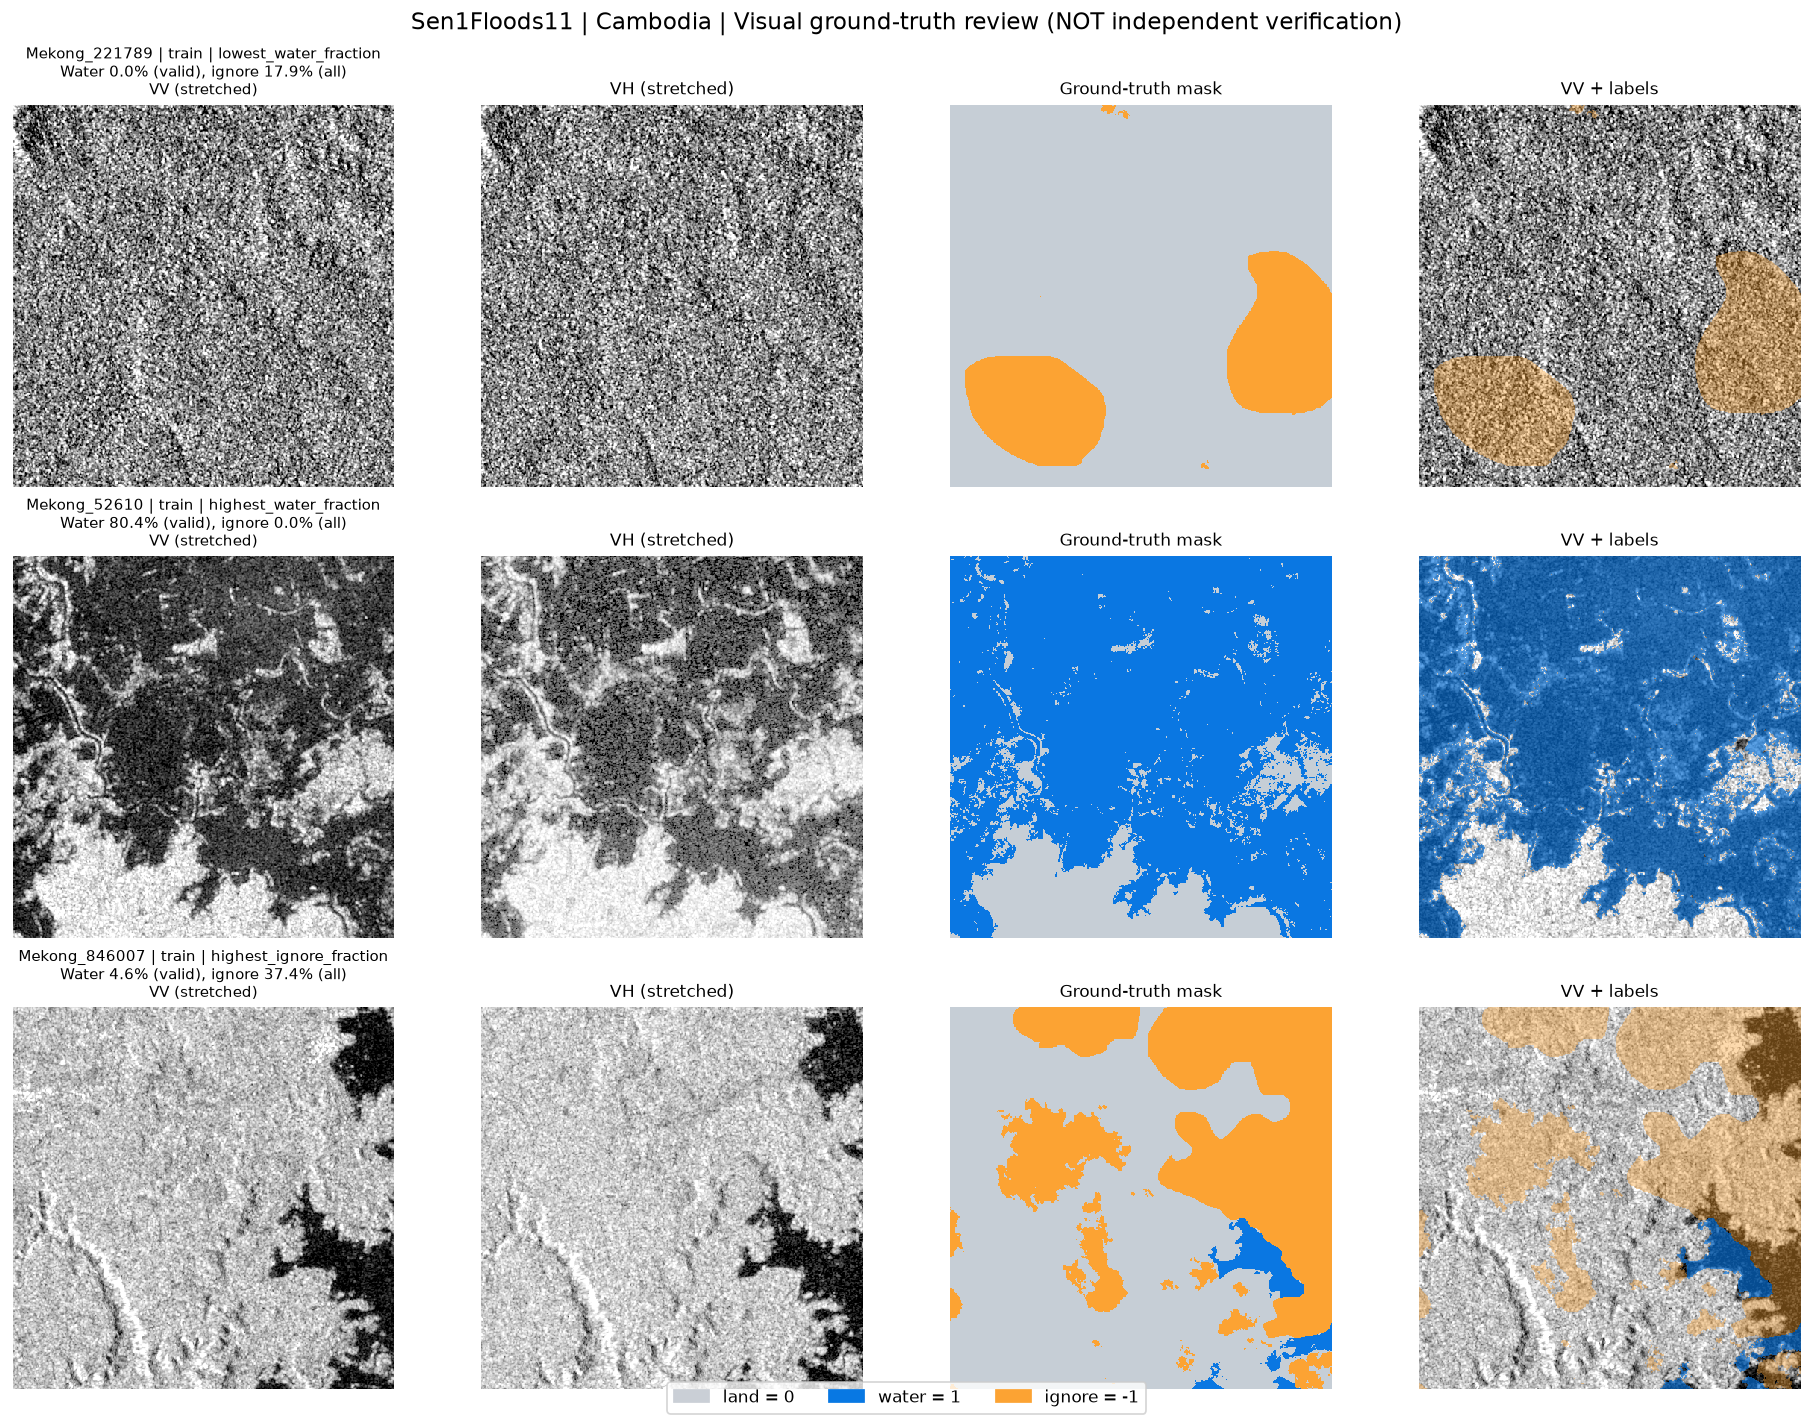 Sen1Floods11 | Cambodia | Visual ground-truth review (NOT independent verification)
Mekong_221789 | train | lowest_water_fraction
Water 0.0% (valid), ignore 17.9% (all)
VV (stretched)
VH (stretched)
Ground-truth mask
VV + labels
Mekong_52610 | train | highest_water_fraction
Water 80.4% (valid), ignore 0.0% (all)
VV (stretched)
VH (stretched)
Ground-truth mask
VV + labels
Mekong_846007 | train | highest_ignore_fraction
Water 4.6% (valid), ignore 37.4% (all)
VV (stretched)
VH (stretched)
Ground-truth mask
VV + labels
land = 0
water = 1
ignore = -1